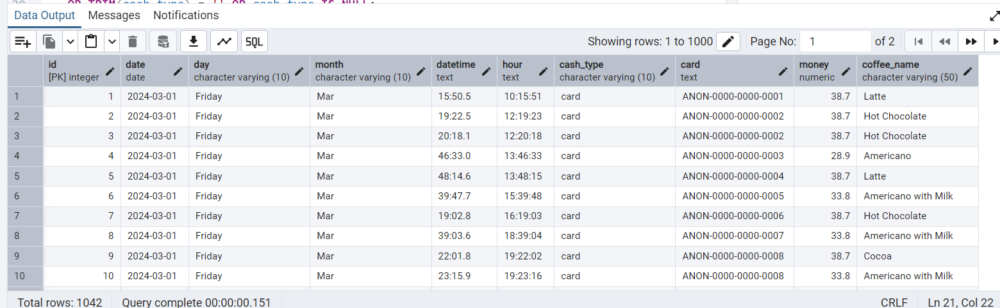 OR TRIM(cash_type) = '' OR cash_type IS NULL;
Data Output Messages Notifications
SQL Showing rows: 1 to 1000 Page No: 1 of 2
id date day month datetime hour cash_type card money coffee_name
[PK] integer date character varying (10) character varying (10) text text character varying (10) text numeric character varying (50)
1 1 2024-03-01 Friday Mar 15:50.5 10:15:51 card ANON-0000-0000-0001 38.7 Latte
2 2 2024-03-01 Friday Mar 19:22.5 12:19:23 card ANON-0000-0000-0002 38.7 Hot Chocolate
3 3 2024-03-01 Friday Mar 20:18.1 12:20:18 card ANON-0000-0000-0002 38.7 Hot Chocolate
4 4 2024-03-01 Friday Mar 46:33.0 13:46:33 card ANON-0000-0000-0003 28.9 Americano
5 5 2024-03-01 Friday Mar 48:14.6 13:48:15 card ANON-0000-0000-0004 38.7 Latte
6 6 2024-03-01 Friday Mar 39:47.7 15:39:48 card ANON-0000-0000-0005 33.8 Americano with Milk
7 7 2024-03-01 Friday Mar 19:02.8 16:19:03 card ANON-0000-0000-0006 38.7 Hot Chocolate
8 8 2024-03-01 Friday Mar 39:03.6 18:39:04 card ANON-0000-0000-0007 33.8 Americano with Milk
9 9 2024-03-01 Friday Mar 22:01.8 19:22:02 card ANON-0000-0000-0008 38.7 Cocoa
10 10 2024-03-01 Friday Mar 23:15.9 19:23:16 card ANON-0000-0000-0008 33.8 Americano with Milk
Total rows: 1042 Query complete 00:00:00.151 CRLF Ln 21, Col 22